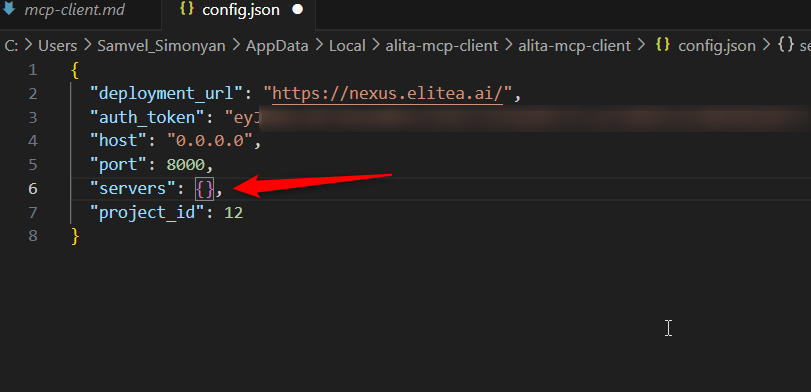 mcp-client.md
{} config.json
C: > Users > Samvel_Simonyan > AppData > Local > alita-mcp-client > alita-mcp-client > {} config.json > {} se
1 {
2 "deployment_url": "https://nexus.elitea.ai/",
3 "auth_token": "eyJ
4 "host": "0.0.0.0",
5 "port": 8000,
6 "servers": {},
7 "project_id": 12
8 }